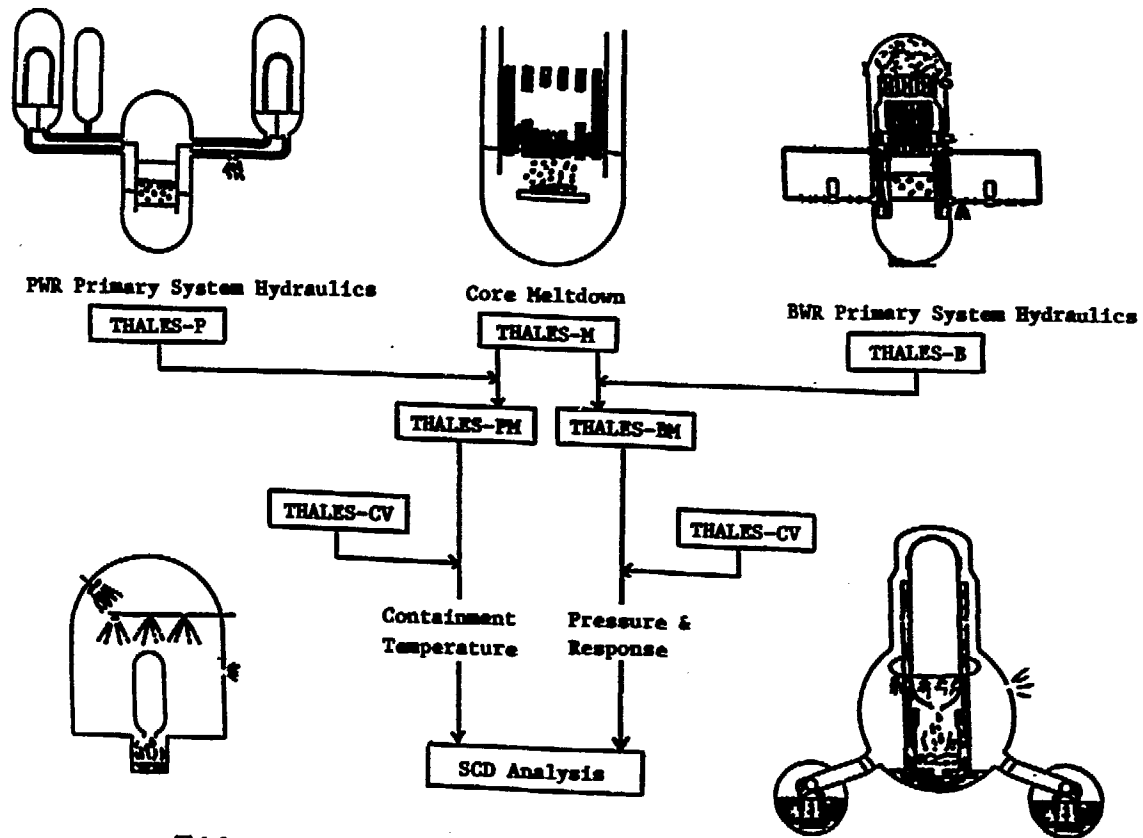 PWR Primary System Hydraulics
Core Meltdown
BWR Primary System Hydraulics
THALES-P
THALES-M
THALES-B
THALES-PM
THALES-BM
THALES-CV
THALES-CV
Containment Pressure &
Temperature Response
SCD Analysis